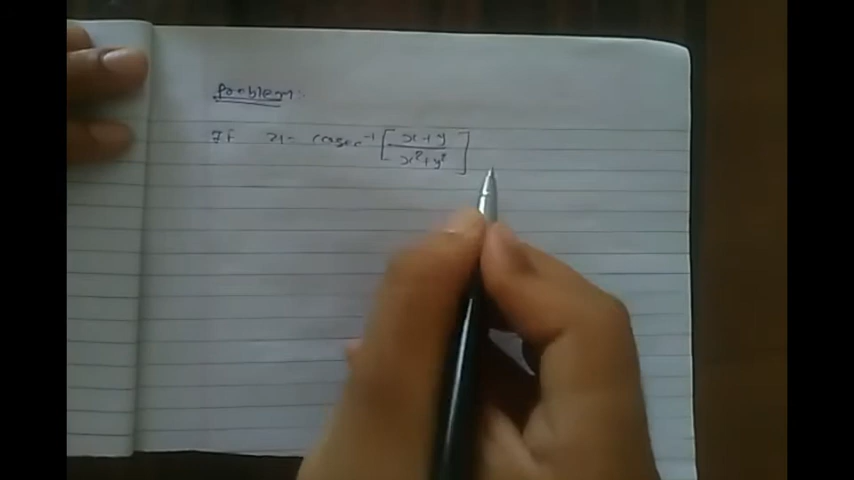 Problem:
If u = cosec⁻¹ [ (x+y) / (x²+y²) ]